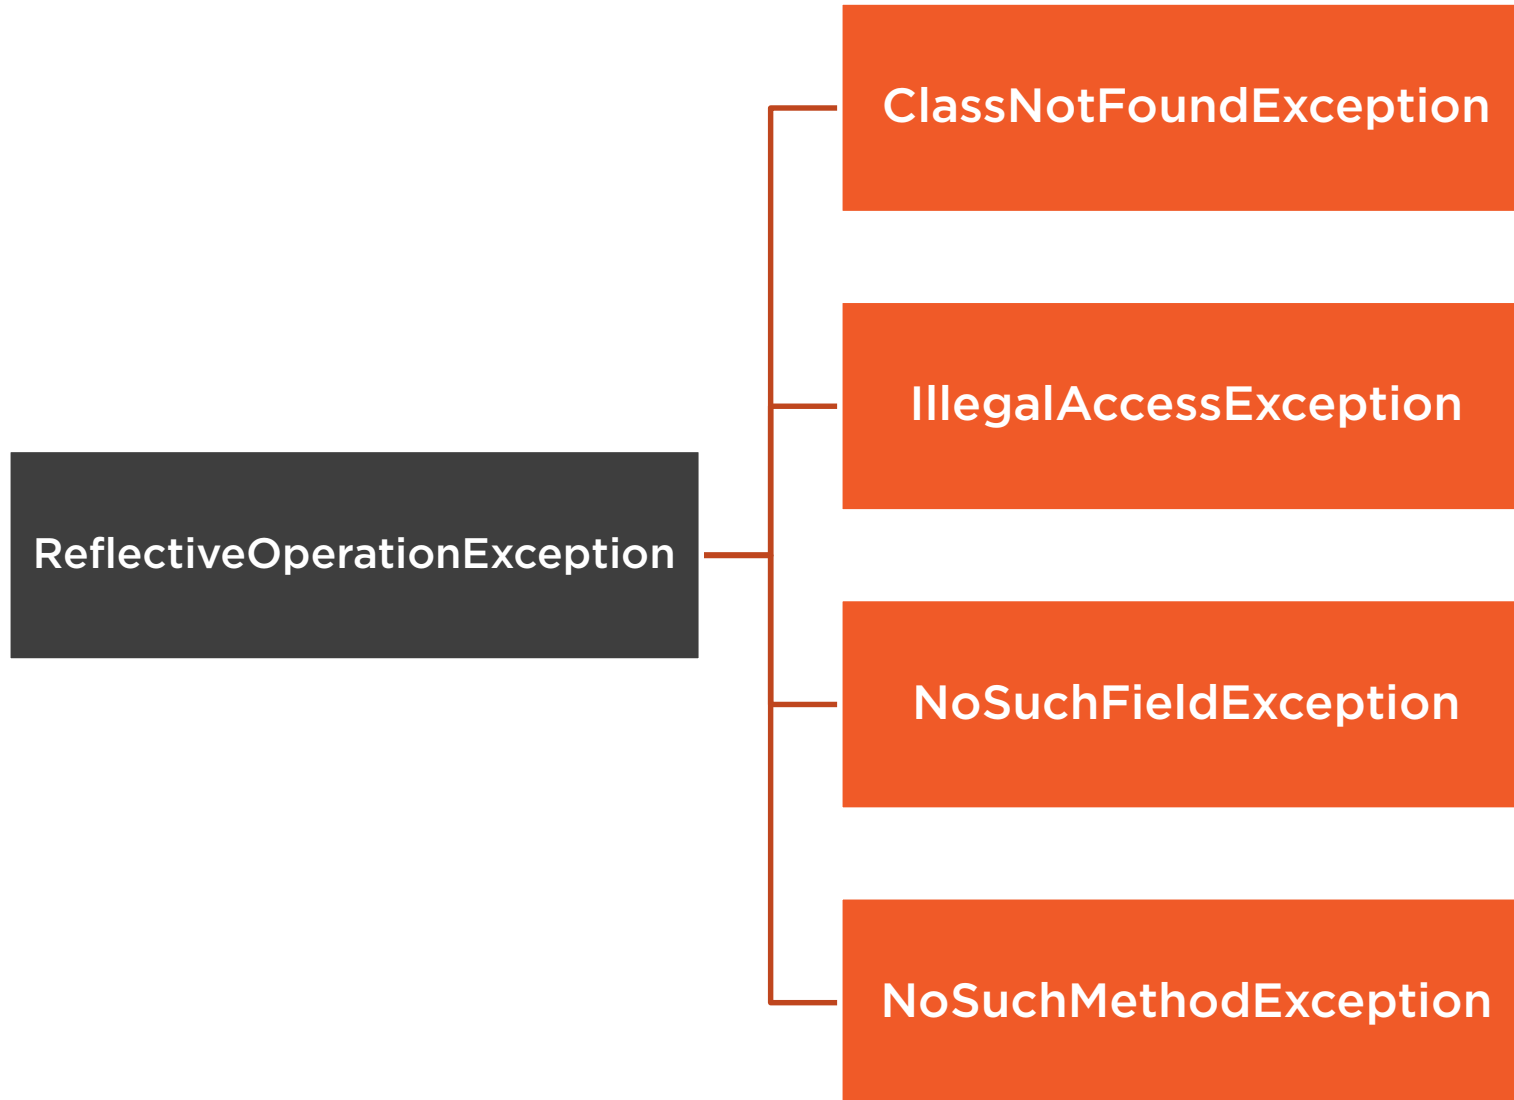 ClassNotFoundException
IllegalAccessException
ReflectiveOperationException
NoSuchFieldException
NoSuchMethodException